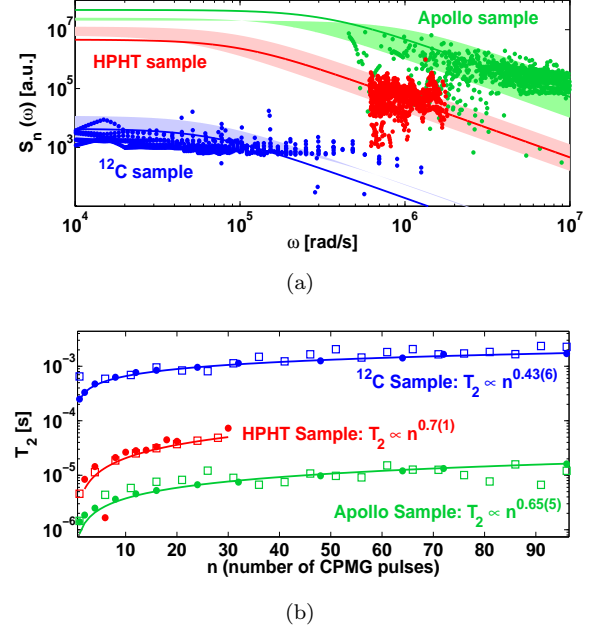 Apollo sample
10^7
HPHT sample
10^5
S_n (ω) [a.u.]
10^3
^12C sample
10^4 10^5 10^6 10^7
ω [rad/s]
(a)
10^-3
^12C Sample: T_2 ∝ n^0.43(6)
10^-4
T_2 [s]
HPHT Sample: T_2 ∝ n^0.7(1)
10^-5
Apollo Sample: T_2 ∝ n^0.65(5)
10^-6
10 20 30 40 50 60 70 80 90
n (number of CPMG pulses)
(b)